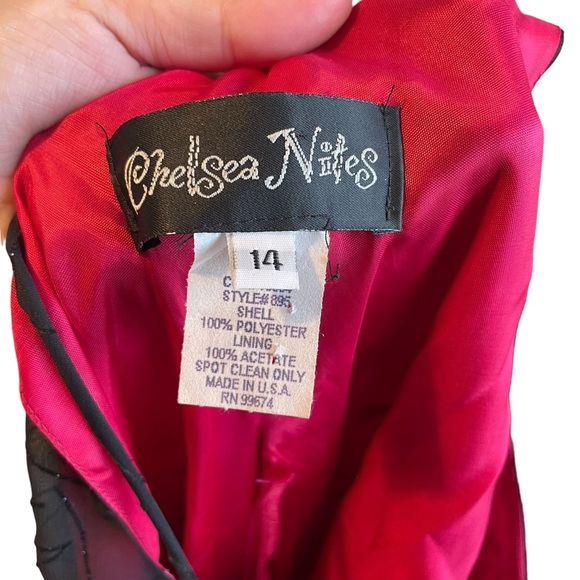 Chelsea Nites
14
STYLE# 895
SHELL
100% POLYESTER
LINING
100% ACETATE
SPOT CLEAN ONLY
MADE IN U.S.A.
RN 99674